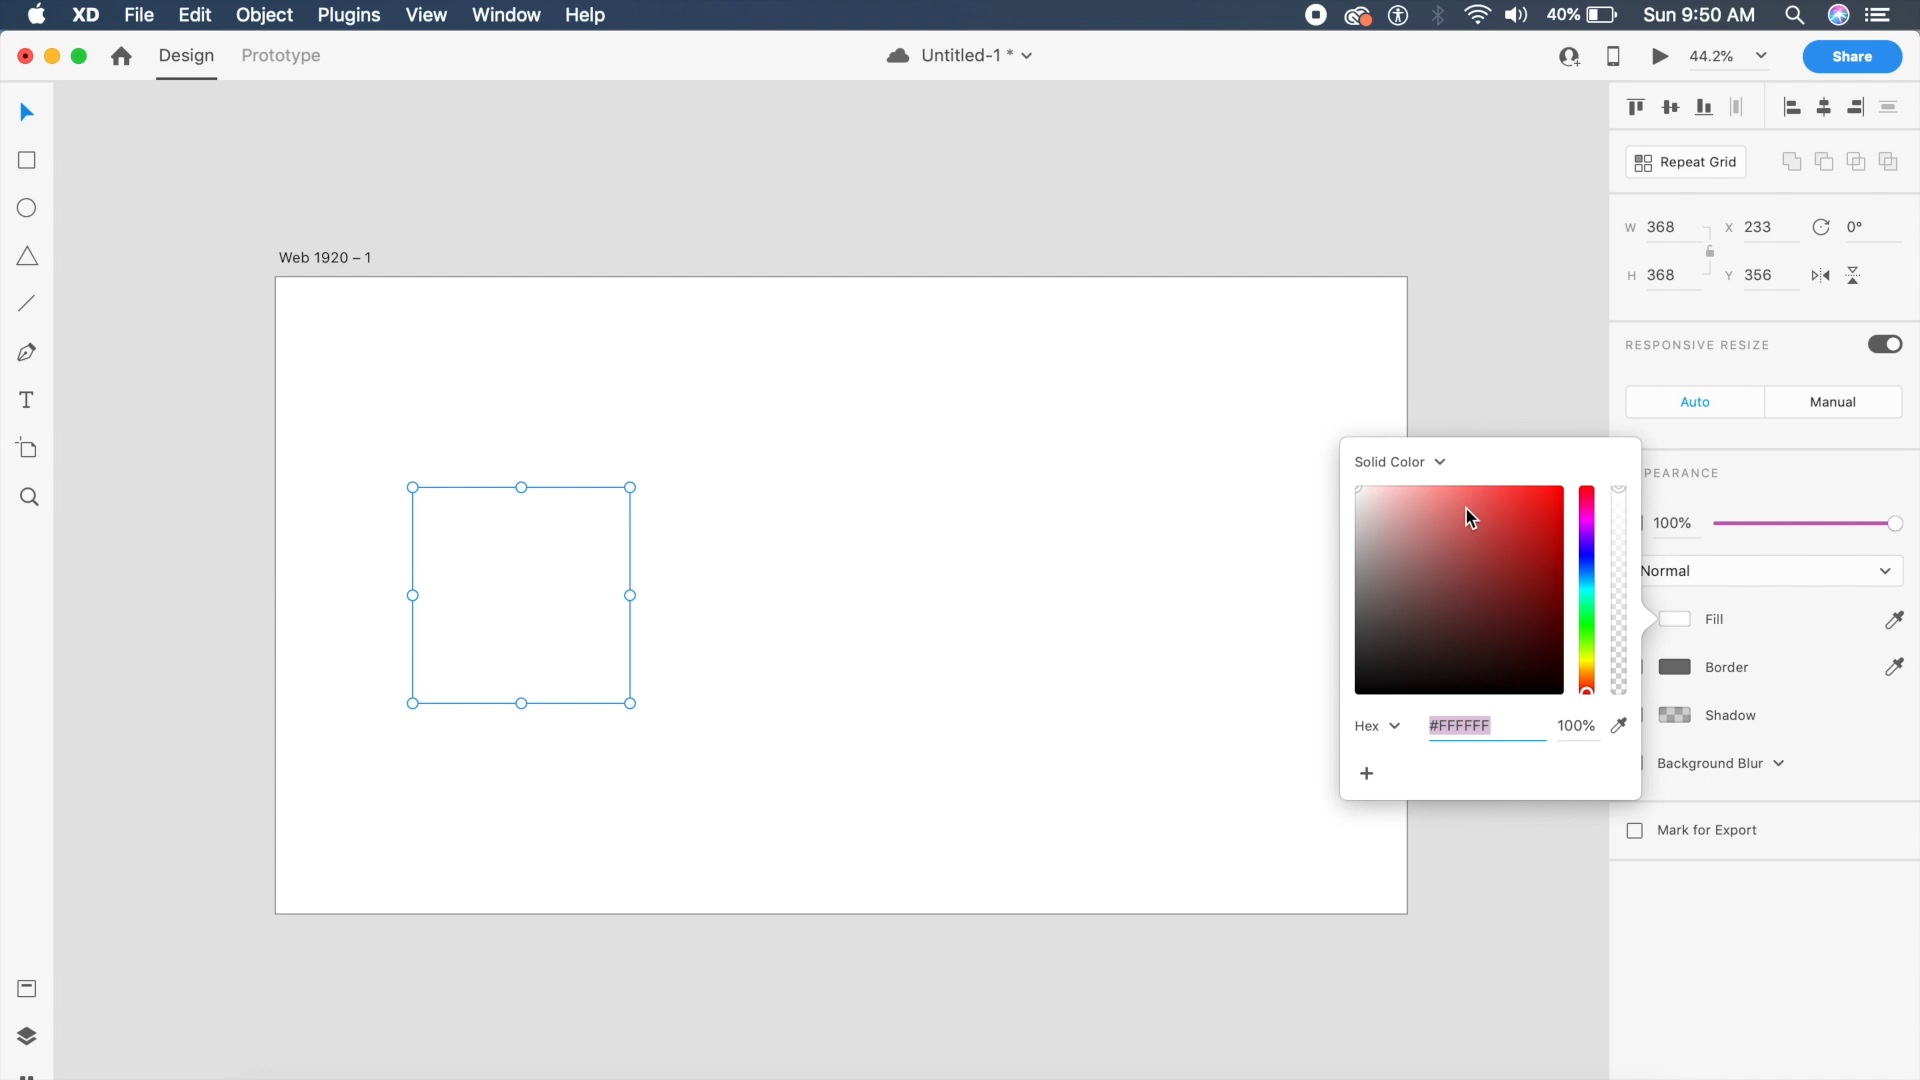 XD File Edit Object Plugins View Window Help 40% Sun 9:50 AM
Design Prototype Untitled-1 * 44.2% Share
Repeat Grid
W 368 X 233 0°
H 368 Y 356
Web 1920 – 1
RESPONSIVE RESIZE
Auto Manual
Solid Color
PEARANCE
100%
Normal
Fill
Border
Shadow
Hex #FFFFFF 100%
Background Blur
+
Mark for Export
T